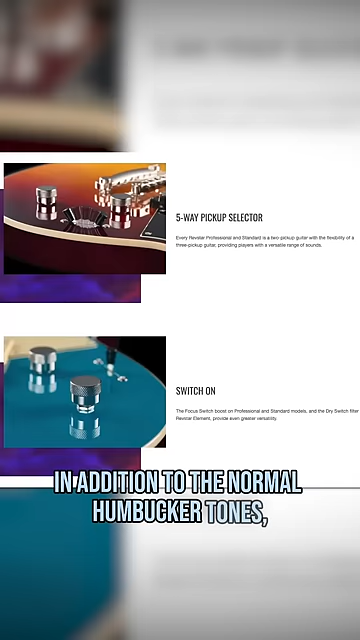 5-WAY PICKUP SELECTOR
Every Revstar Professional and Standard is a two-pickup guitar with the flexibility of a
three-pickup guitar, providing players with a versatile range of sounds.
SWITCH ON
The Focus Switch boost on Professional and Standard models, and the Dry Switch filter
Revstar Element, provide even greater versatility.
IN ADDITION TO THE NORMAL
HUMBUCKER TONES,